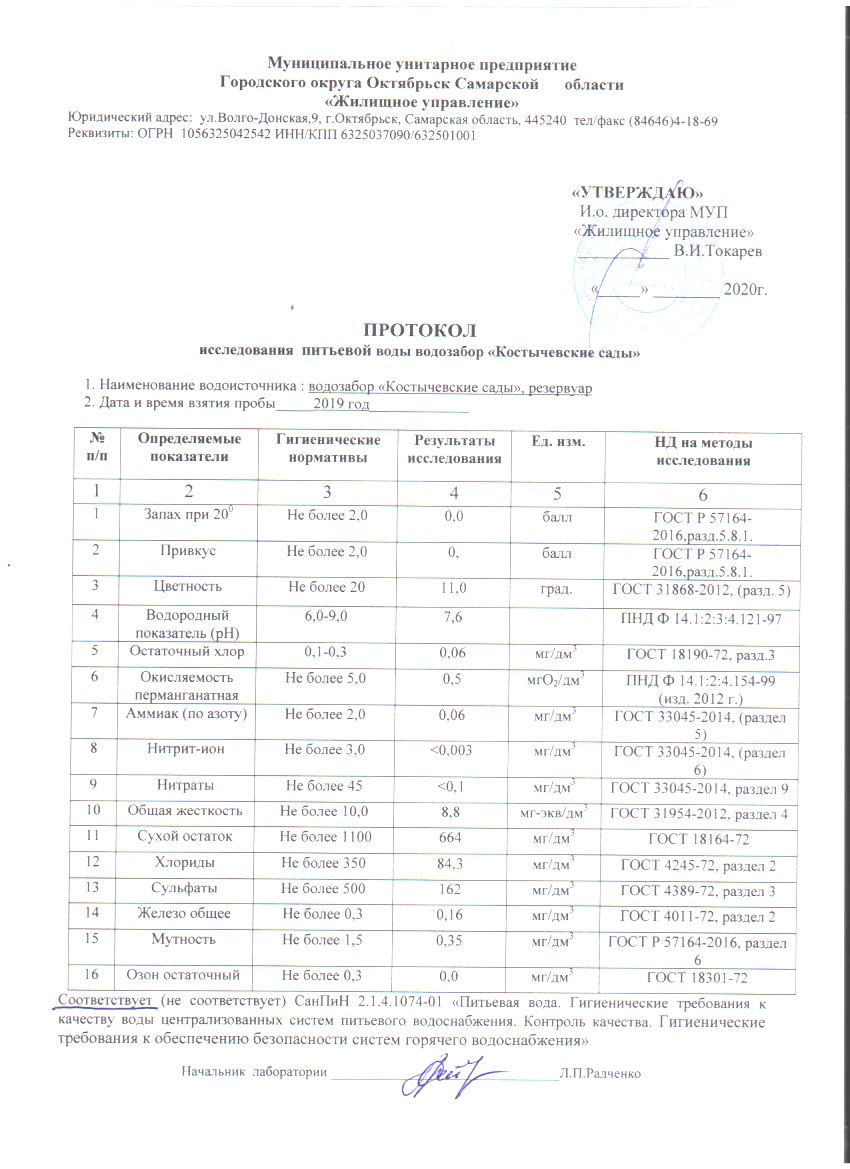 Муниципальное унитарное предприятие
Городского округа Октябрьск Самарской области
«Жилищное управление»
Юридический адрес: ул.Волго-Донская,9, г.Октябрьск, Самарская область, 445240 тел/факс (84646)4-18-69
Реквизиты: ОГРН 1056325042542 ИНН/КПП 6325037090/632501001
«УТВЕРЖДАЮ»
И.о. директора МУП
«Жилищное управление»
___________ В.И.Токарев
«_____» ________ 2020г.
ПРОТОКОЛ
исследования питьевой воды водозабор «Костычевские сады»
1. Наименование водоисточника : водозабор «Костычевские сады», резервуар
2. Дата и время взятия пробы_____2019 год_____________
№ п/п Определяемые показатели Гигиенические нормативы Результаты исследования Ед. изм. НД на методы исследования
1 2 3 4 5 6
1 Запах при 20⁰ Не более 2,0 0,0 балл ГОСТ Р 57164-2016,разд.5.8.1.
2 Привкус Не более 2,0 0, балл ГОСТ Р 57164-2016,разд.5.8.1.
3 Цветность Не более 20 11,0 град. ГОСТ 31868-2012, (разд. 5)
4 Водородный показатель (рН) 6,0-9,0 7,6 ПНД Ф 14.1:2:3:4.121-97
5 Остаточный хлор 0,1-0,3 0,06 мг/дм³ ГОСТ 18190-72, разд.3
6 Окисляемость перманганатная Не более 5,0 0,5 мгО₂/дм³ ПНД Ф 14.1:2:4.154-99 (изд. 2012 г.)
7 Аммиак (по азоту) Не более 2,0 0,06 мг/дм³ ГОСТ 33045-2014, (раздел 5)
8 Нитрит-ион Не более 3,0 <0,003 мг/дм³ ГОСТ 33045-2014, (раздел 6)
9 Нитраты Не более 45 <0,1 мг/дм³ ГОСТ 33045-2014, раздел 9
10 Общая жесткость Не более 10,0 8,8 мг-экв/дм³ ГОСТ 31954-2012, раздел 4
11 Сухой остаток Не более 1100 664 мг/дм³ ГОСТ 18164-72
12 Хлориды Не более 350 84,3 мг/дм³ ГОСТ 4245-72, раздел 2
13 Сульфаты Не более 500 162 мг/дм³ ГОСТ 4389-72, раздел 3
14 Железо общее Не более 0,3 0,16 мг/дм³ ГОСТ 4011-72, раздел 2
15 Мутность Не более 1,5 0,35 мг/дм³ ГОСТ Р 57164-2016, раздел 6
16 Озон остаточный Не более 0,3 0,0 мг/дм³ ГОСТ 18301-72
Соответствует (не соответствует) СанПиН 2.1.4.1074-01 «Питьевая вода. Гигиенические требования к
качеству воды централизованных систем питьевого водоснабжения. Контроль качества. Гигиенические
требования к обеспечению безопасности систем горячего водоснабжения»
Начальник лаборатории ______________________________Л.П.Радченко